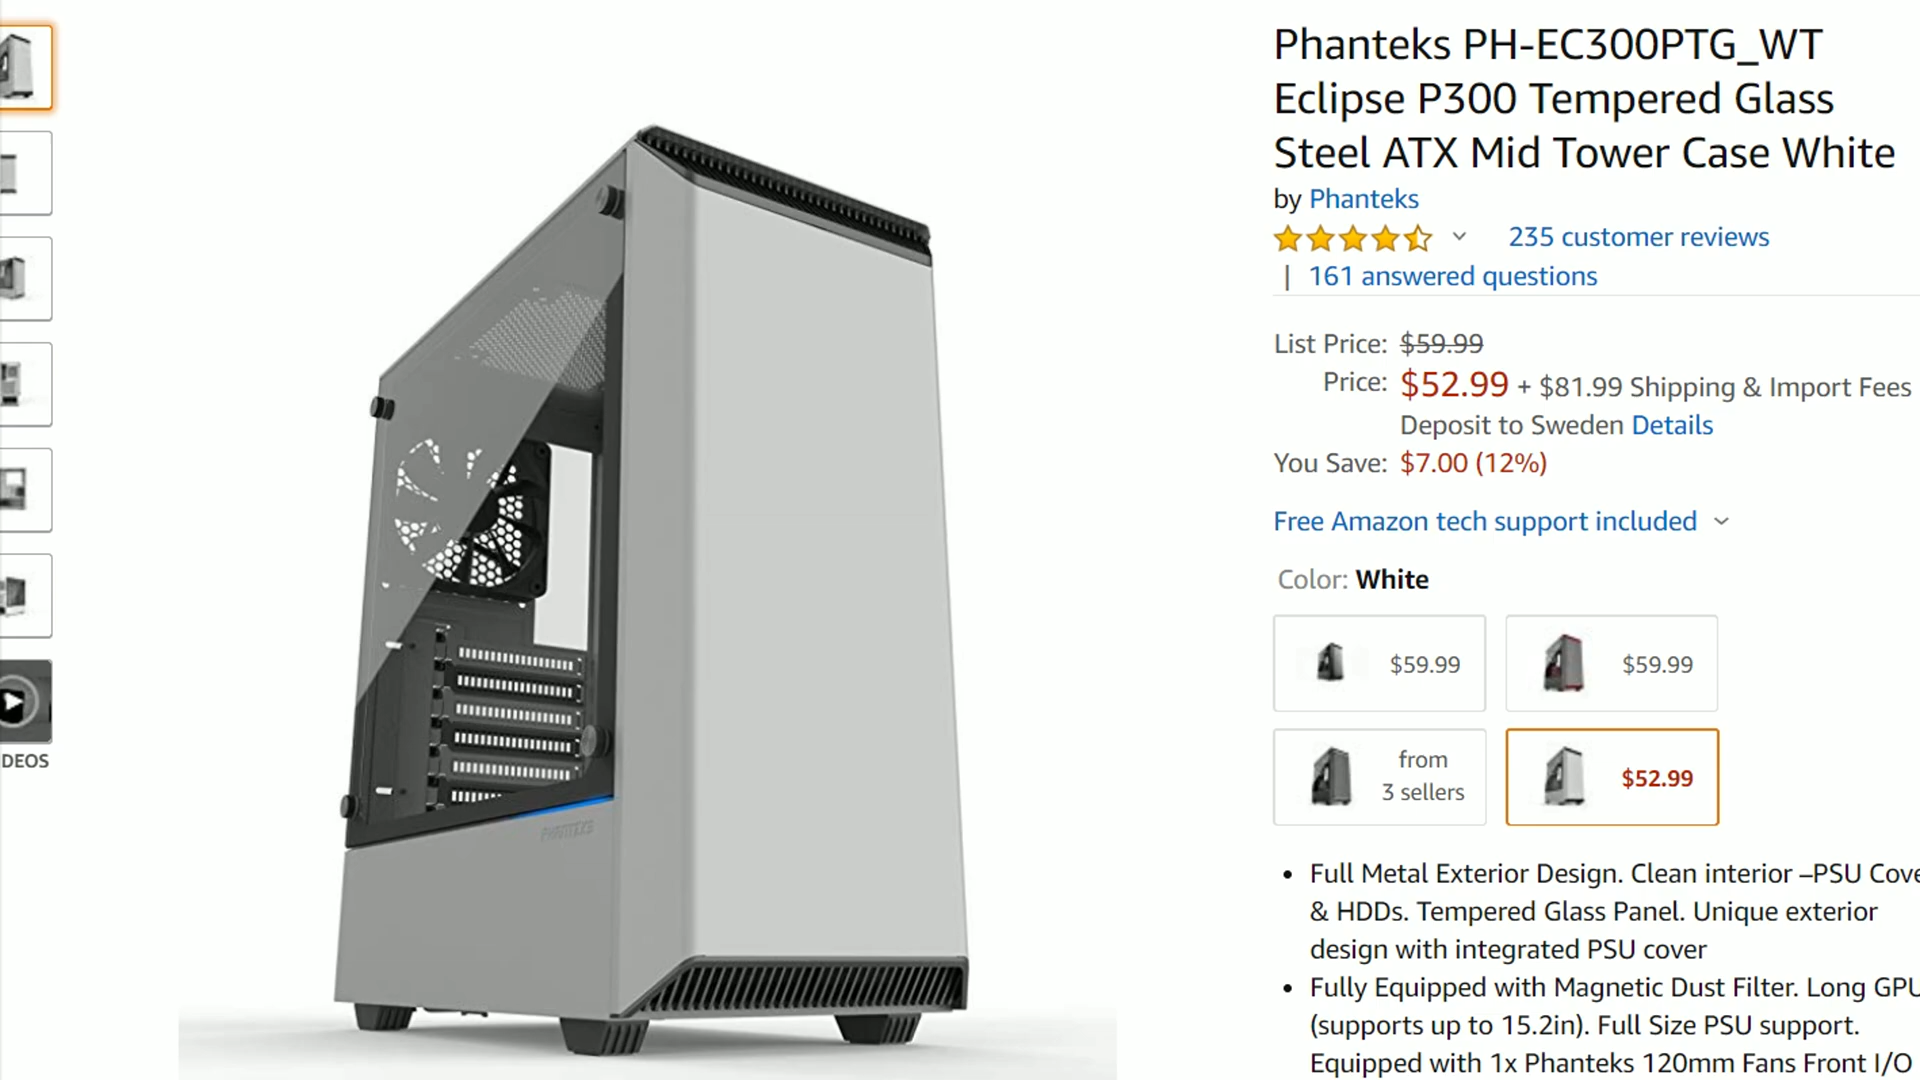 Phanteks PH-EC300PTG_WT
Eclipse P300 Tempered Glass
Steel ATX Mid Tower Case White
by Phanteks
235 customer reviews
| 161 answered questions
List Price: $59.99
Price: $52.99 + $81.99 Shipping & Import Fees
Deposit to Sweden Details
You Save: $7.00 (12%)
Free Amazon tech support included
Color: White
$59.99
$59.99
from
3 sellers
$52.99
• Full Metal Exterior Design. Clean interior –PSU Cove
& HDDs. Tempered Glass Panel. Unique exterior
design with integrated PSU cover
• Fully Equipped with Magnetic Dust Filter. Long GPU
(supports up to 15.2in). Full Size PSU support.
Equipped with 1x Phanteks 120mm Fans Front I/O
DEOS
PHANTEKS